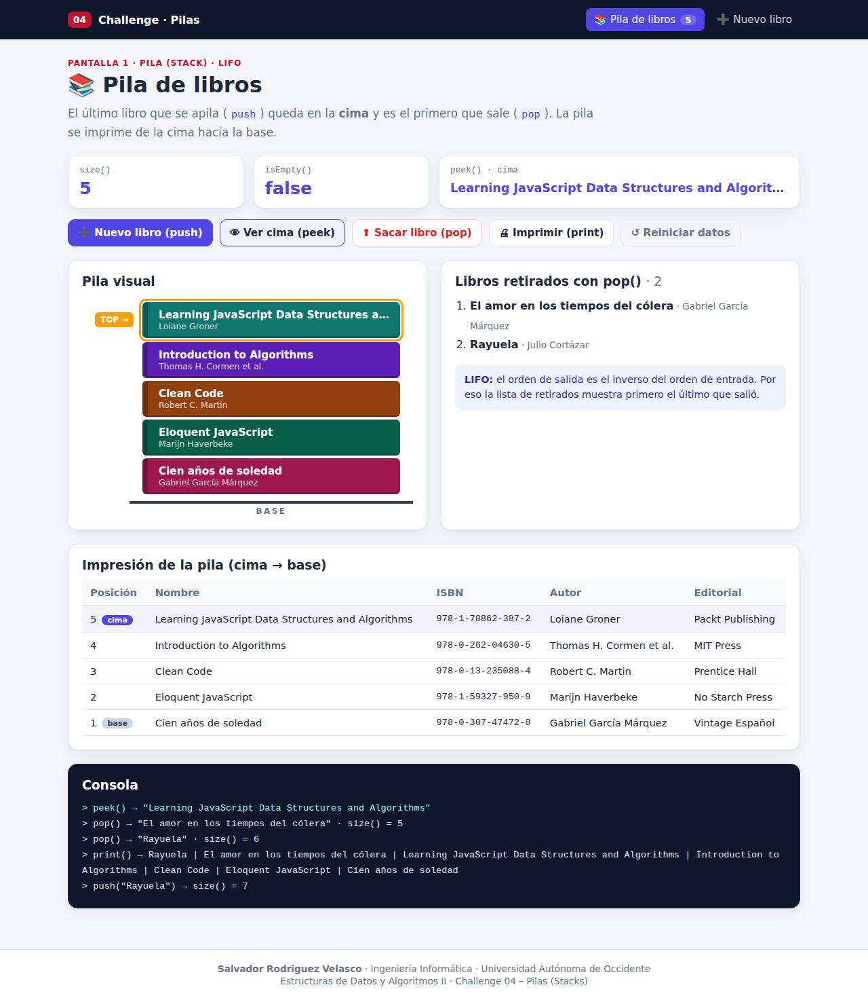 04 Challenge · Pilas
📚 Pila de libros 5
➕ Nuevo libro
PANTALLA 1 · PILA (STACK) · LIFO
📚 Pila de libros
El último libro que se apila ( push ) queda en la cima y es el primero que sale ( pop ). La pila
se imprime de la cima hacia la base.
size()
5
isEmpty()
false
peek() · cima
Learning JavaScript Data Structures and Algorit…
➕ Nuevo libro (push)
👁 Ver cima (peek)
⬆ Sacar libro (pop)
🖨 Imprimir (print)
↺ Reiniciar datos
Pila visual
TOP →
Learning JavaScript Data Structures a…
Loiane Groner
Introduction to Algorithms
Thomas H. Cormen et al.
Clean Code
Robert C. Martin
Eloquent JavaScript
Marijn Haverbeke
Cien años de soledad
Gabriel García Márquez
BASE
Libros retirados con pop() · 2
1. El amor en los tiempos del cólera · Gabriel García
Márquez
2. Rayuela · Julio Cortázar
LIFO: el orden de salida es el inverso del orden de entrada. Por
eso la lista de retirados muestra primero el último que salió.
Impresión de la pila (cima → base)
Posición Nombre ISBN Autor Editorial
5 cima Learning JavaScript Data Structures and Algorithms 978-1-78862-387-2 Loiane Groner Packt Publishing
4 Introduction to Algorithms 978-0-262-04630-5 Thomas H. Cormen et al. MIT Press
3 Clean Code 978-0-13-235088-4 Robert C. Martin Prentice Hall
2 Eloquent JavaScript 978-1-59327-950-9 Marijn Haverbeke No Starch Press
1 base Cien años de soledad 978-0-307-47472-8 Gabriel García Márquez Vintage Español
Consola
> peek() → "Learning JavaScript Data Structures and Algorithms"
> pop() → "El amor en los tiempos del cólera" · size() = 5
> pop() → "Rayuela" · size() = 6
> print() → Rayuela | El amor en los tiempos del cólera | Learning JavaScript Data Structures and Algorithms | Introduction to
Algorithms | Clean Code | Eloquent JavaScript | Cien años de soledad
> push("Rayuela") → size() = 7
Salvador Rodriguez Velasco · Ingeniería Informática · Universidad Autónoma de Occidente
Estructuras de Datos y Algoritmos II · Challenge 04 – Pilas (Stacks)